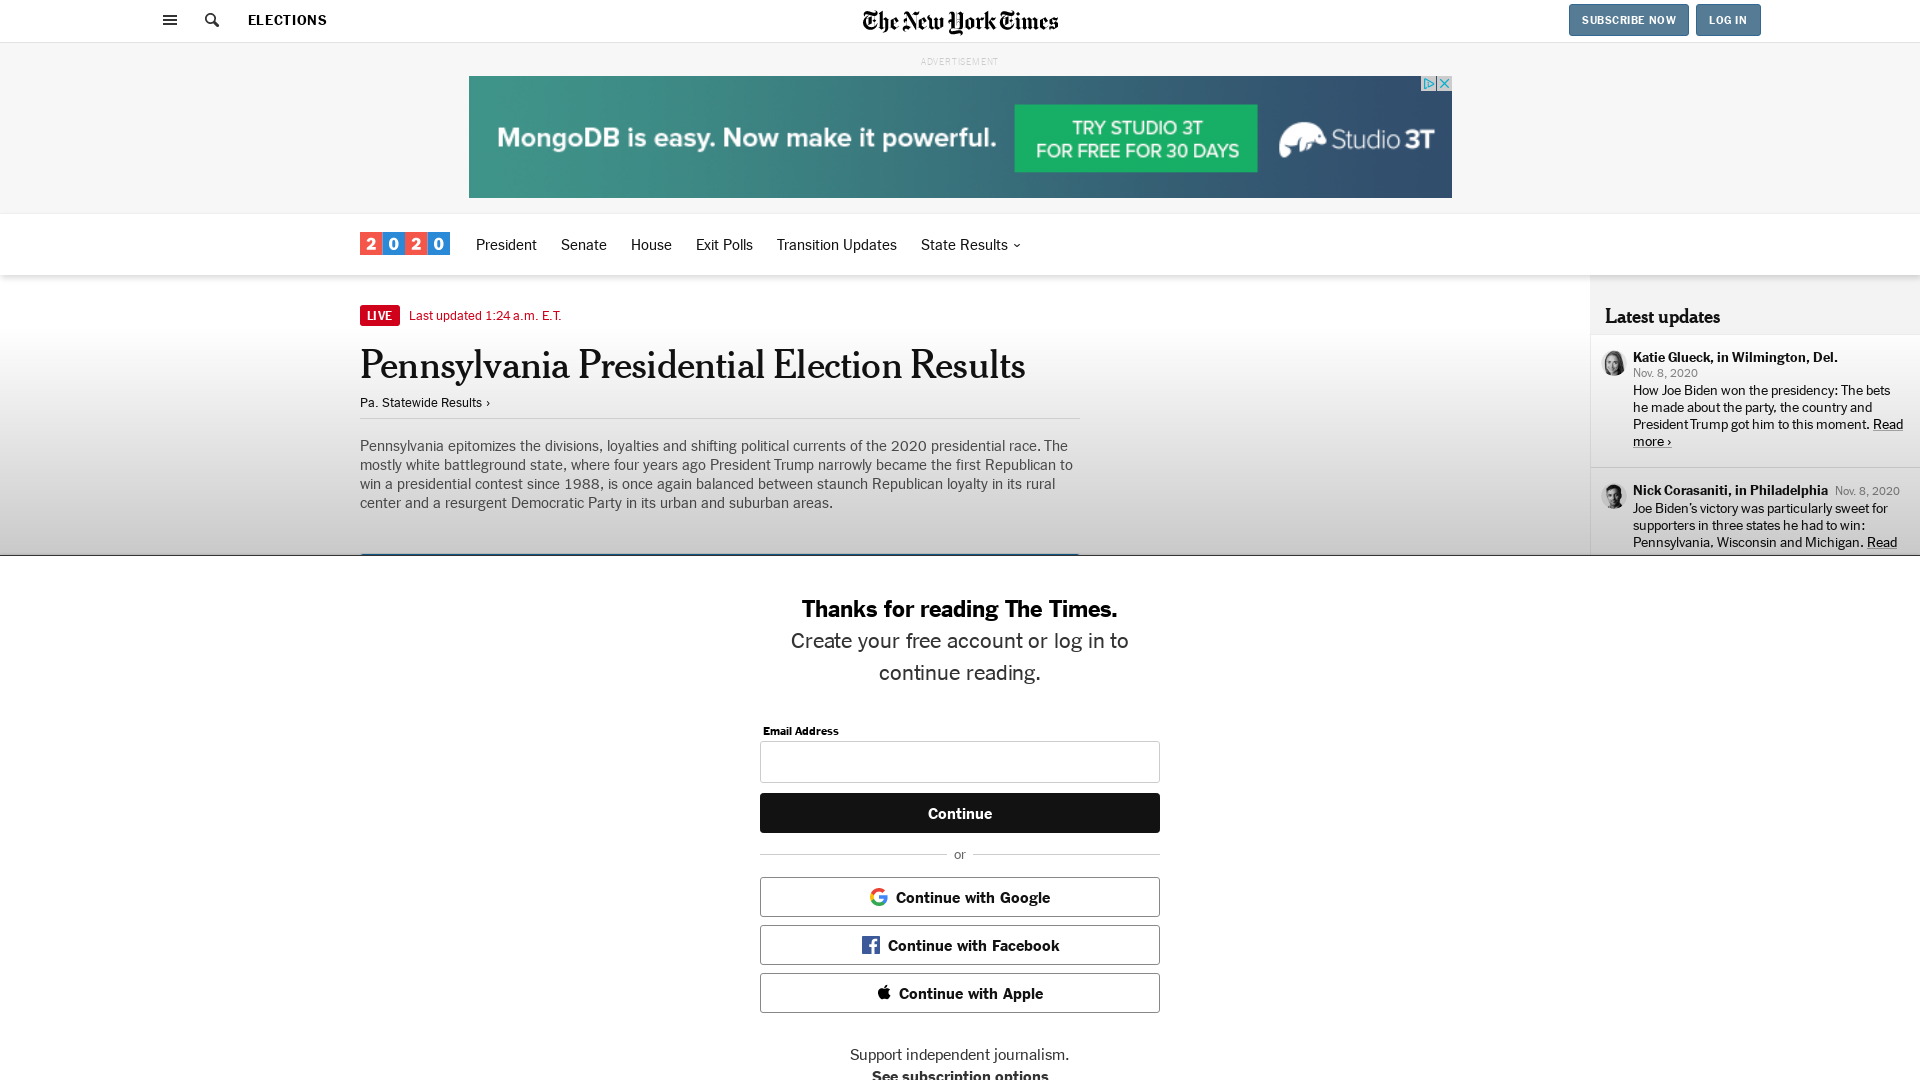 ELECTIONS
The New York Times
SUBSCRIBE NOW
LOG IN
ADVERTISEMENT
MongoDB is easy. Now make it powerful.
TRY STUDIO 3T
FOR FREE FOR 30 DAYS
Studio 3T
2020
President
Senate
House
Exit Polls
Transition Updates
State Results
LIVE
Last updated 1:24 a.m. E.T.
Pennsylvania Presidential Election Results
Pa. Statewide Results ›
Pennsylvania epitomizes the divisions, loyalties and shifting political currents of the 2020 presidential race. The
mostly white battleground state, where four years ago President Trump narrowly became the first Republican to
win a presidential contest since 1988, is once again balanced between staunch Republican loyalty in its rural
center and a resurgent Democratic Party in its urban and suburban areas.
Latest updates
Katie Glueck, in Wilmington, Del.
Nov. 8, 2020
How Joe Biden won the presidency: The bets
he made about the party, the country and
President Trump got him to this moment. Read
more ›
Nick Corasaniti, in Philadelphia Nov. 8, 2020
Joe Biden’s victory was particularly sweet for
supporters in three states he had to win:
Pennsylvania, Wisconsin and Michigan. Read
Thanks for reading The Times.
Create your free account or log in to
continue reading.
Email Address
Continue
or
Continue with Google
Continue with Facebook
Continue with Apple
Support independent journalism.
See subscription options